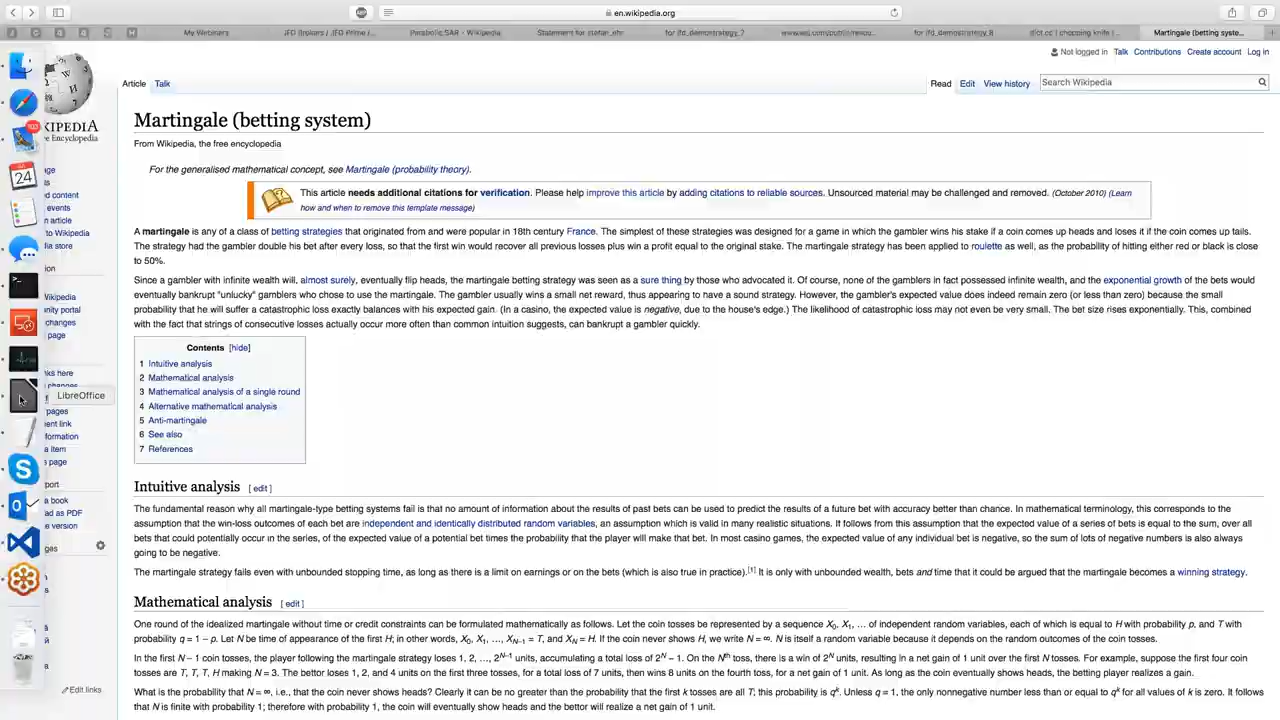 en.wikipedia.org
My Webinars
JFD Brokers / JFD Prime /...
Parabolic SAR - Wikipedia
Statement for stefan_ehr
for jfd_demostrategy_7
for jfd_demostrategy_8
dict.cc | chopping knife | ...
Martingale (betting syste...
Not logged in Talk Contributions Create account Log in
Article Talk
Read Edit View history Search Wikipedia
Martingale (betting system)
From Wikipedia, the free encyclopedia
For the generalised mathematical concept, see Martingale (probability theory).
This article needs additional citations for verification. Please help improve this article by adding citations to reliable sources. Unsourced material may be challenged and removed. (October 2010) (Learn
how and when to remove this template message)
A martingale is any of a class of betting strategies that originated from and were popular in 18th century France. The simplest of these strategies was designed for a game in which the gambler wins his stake if a coin comes up heads and loses it if the coin comes up tails.
The strategy had the gambler double his bet after every loss, so that the first win would recover all previous losses plus win a profit equal to the original stake. The martingale strategy has been applied to roulette as well, as the probability of hitting either red or black is close
to 50%.
Since a gambler with infinite wealth will, almost surely, eventually flip heads, the martingale betting strategy was seen as a sure thing by those who advocated it. Of course, none of the gamblers in fact possessed infinite wealth, and the exponential growth of the bets would
eventually bankrupt "unlucky" gamblers who chose to use the martingale. The gambler usually wins a small net reward, thus appearing to have a sound strategy. However, the gambler's expected value does indeed remain zero (or less than zero) because the small
probability that he will suffer a catastrophic loss exactly balances with his expected gain. (In a casino, the expected value is negative, due to the house's edge.) The likelihood of catastrophic loss may not even be very small. The bet size rises exponentially. This, combined
with the fact that strings of consecutive losses actually occur more often than common intuition suggests, can bankrupt a gambler quickly.
Contents [hide]
1 Intuitive analysis
2 Mathematical analysis
3 Mathematical analysis of a single round
4 Alternative mathematical analysis
5 Anti-martingale
6 See also
7 References
Intuitive analysis [ edit ]
The fundamental reason why all martingale-type betting systems fail is that no amount of information about the results of past bets can be used to predict the results of a future bet with accuracy better than chance. In mathematical terminology, this corresponds to the
assumption that the win-loss outcomes of each bet are independent and identically distributed random variables, an assumption which is valid in many realistic situations. It follows from this assumption that the expected value of a series of bets is equal to the sum, over all
bets that could potentially occur in the series, of the expected value of a potential bet times the probability that the player will make that bet. In most casino games, the expected value of any individual bet is negative, so the sum of lots of negative numbers is also always
going to be negative.
The martingale strategy fails even with unbounded stopping time, as long as there is a limit on earnings or on the bets (which is also true in practice).[1] It is only with unbounded wealth, bets and time that it could be argued that the martingale becomes a winning strategy.
Mathematical analysis [ edit ]
One round of the idealized martingale without time or credit constraints can be formulated mathematically as follows. Let the coin tosses be represented by a sequence X0, X1, … of independent random variables, each of which is equal to H with probability p, and T with
probability q = 1 − p. Let N be time of appearance of the first H; in other words, X0, X1, …, XN−1 = T, and XN = H. If the coin never shows H, we write N = ∞. N is itself a random variable because it depends on the random outcomes of the coin tosses.
In the first N − 1 coin tosses, the player following the martingale strategy loses 1, 2, …, 2N−1 units, accumulating a total loss of 2N − 1. On the Nth toss, there is a win of 2N units, resulting in a net gain of 1 unit over the first N tosses. For example, suppose the first four coin
tosses are T, T, T, H making N = 3. The bettor loses 1, 2, and 4 units on the first three tosses, for a total loss of 7 units, then wins 8 units on the fourth toss, for a net gain of 1 unit. As long as the coin eventually shows heads, the betting player realizes a gain.
What is the probability that N = ∞, i.e., that the coin never shows heads? Clearly it can be no greater than the probability that the first k tosses are all T; this probability is qk. Unless q = 1, the only nonnegative number less than or equal to qk for all values of k is zero. It follows
that N is finite with probability 1; therefore with probability 1, the coin will eventually show heads and the bettor will realize a net gain of 1 unit.
LibreOffice
24
Edit links